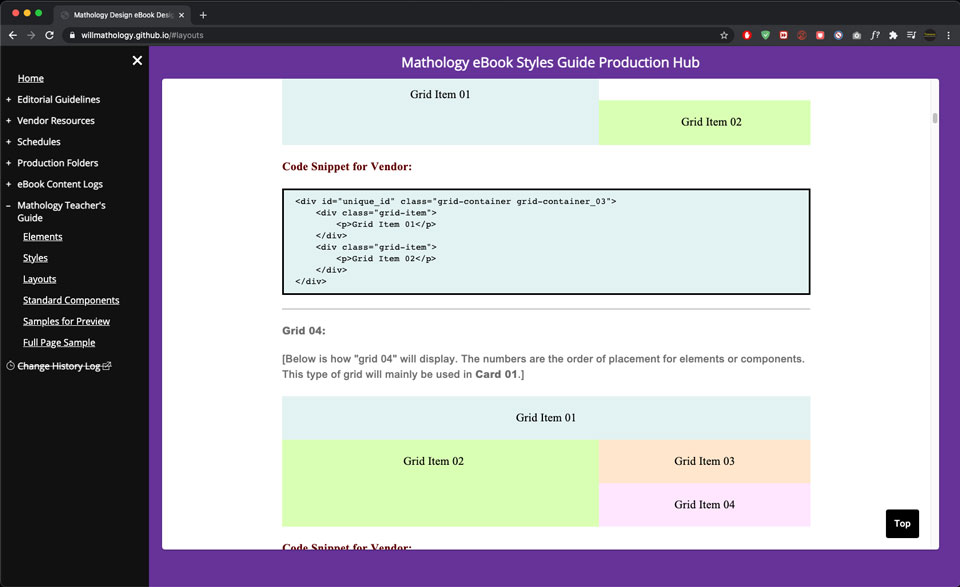 Mathology Design eBook Desig
willmathology.github.io/#layouts
Mathology eBook Styles Guide Production Hub
Home
+ Editorial Guidelines
+ Vendor Resources
+ Schedules
+ Production Folders
+ eBook Content Logs
– Mathology Teacher's
Guide
Elements
Styles
Layouts
Standard Components
Samples for Preview
Full Page Sample
Change History Log
Grid Item 01
Grid Item 02
Code Snippet for Vendor:
<div id="unique_id" class="grid-container grid-container_03">
<div class="grid-item">
<p>Grid Item 01</p>
</div>
<div class="grid-item">
<p>Grid Item 02</p>
</div>
</div>
Grid 04:
[Below is how "grid 04" will display. The numbers are the order of placement for elements or components.
This type of grid will mainly be used in Card 01.]
Grid Item 01
Grid Item 02
Grid Item 03
Grid Item 04
Code Snippet for Vendor:
Top